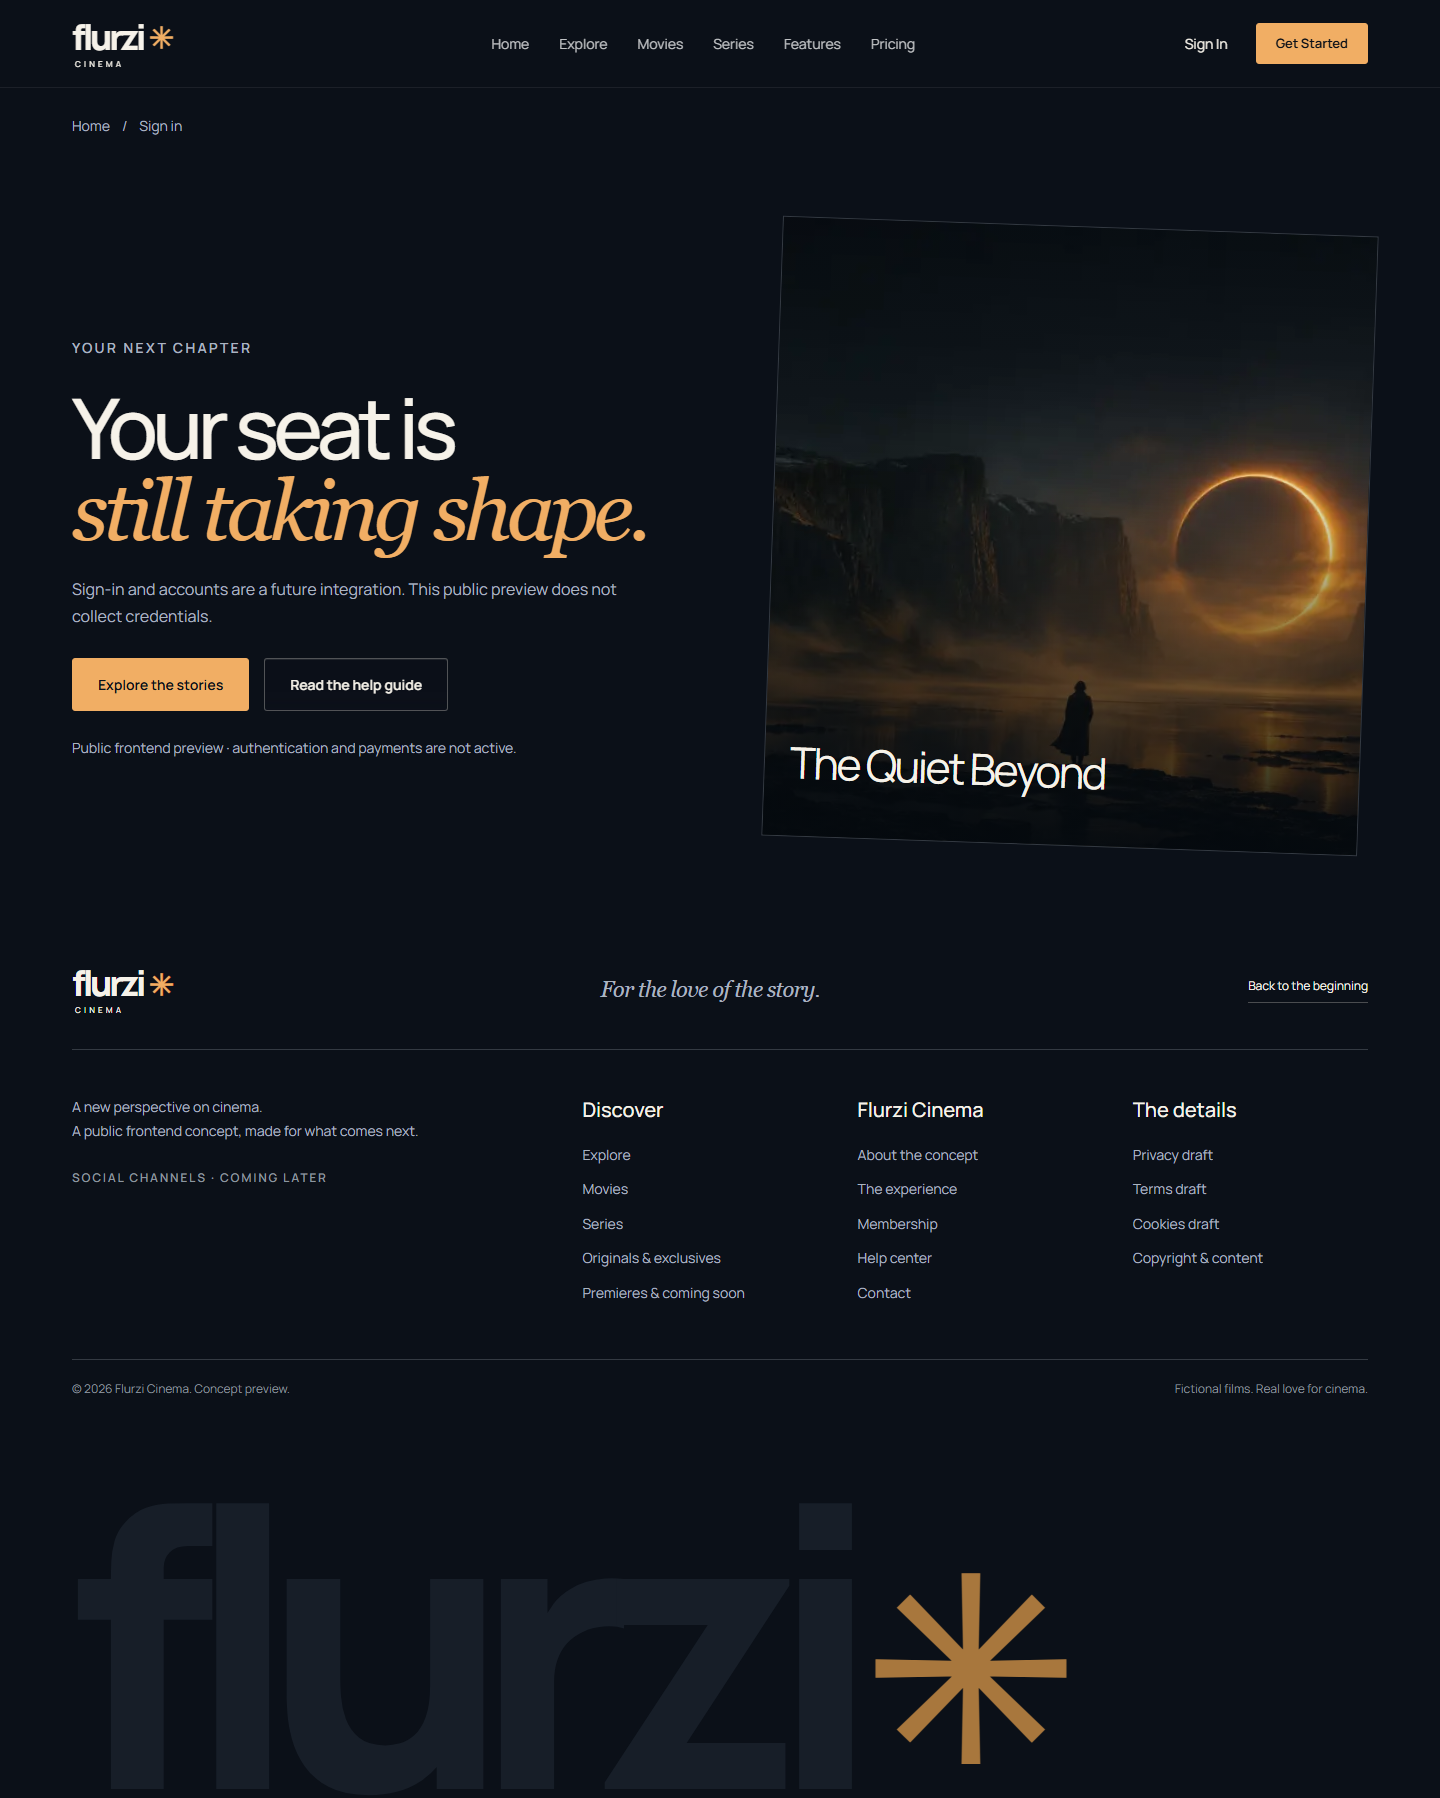 flurzi
CINEMA
Home
Explore
Movies
Series
Features
Pricing
Sign In
Get Started
Home / Sign in
YOUR NEXT CHAPTER
Your seat is
still taking shape.
Sign-in and accounts are a future integration. This public preview does not
collect credentials.
Explore the stories
Read the help guide
Public frontend preview · authentication and payments are not active.
The Quiet Beyond
flurzi
CINEMA
For the love of the story.
Back to the beginning
A new perspective on cinema.
A public frontend concept, made for what comes next.
SOCIAL CHANNELS · COMING LATER
Discover
Explore
Movies
Series
Originals & exclusives
Premieres & coming soon
Flurzi Cinema
About the concept
The experience
Membership
Help center
Contact
The details
Privacy draft
Terms draft
Cookies draft
Copyright & content
© 2026 Flurzi Cinema. Concept preview.
Fictional films. Real love for cinema.
flurzi